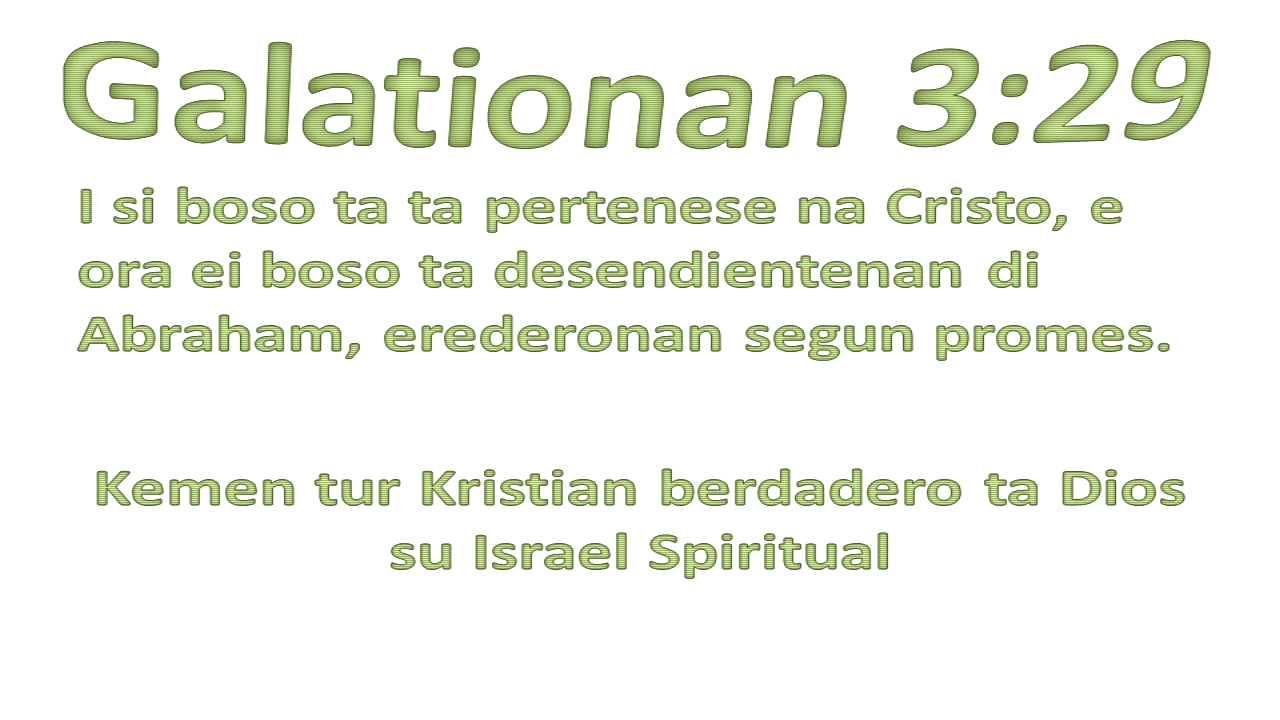 Galationan 3:29
I si boso ta ta pertenese na Cristo, e
ora ei boso ta desendientenan di
Abraham, erederonan segun promes.
Kemen tur Kristian berdadero ta Dios
su Israel Spiritual